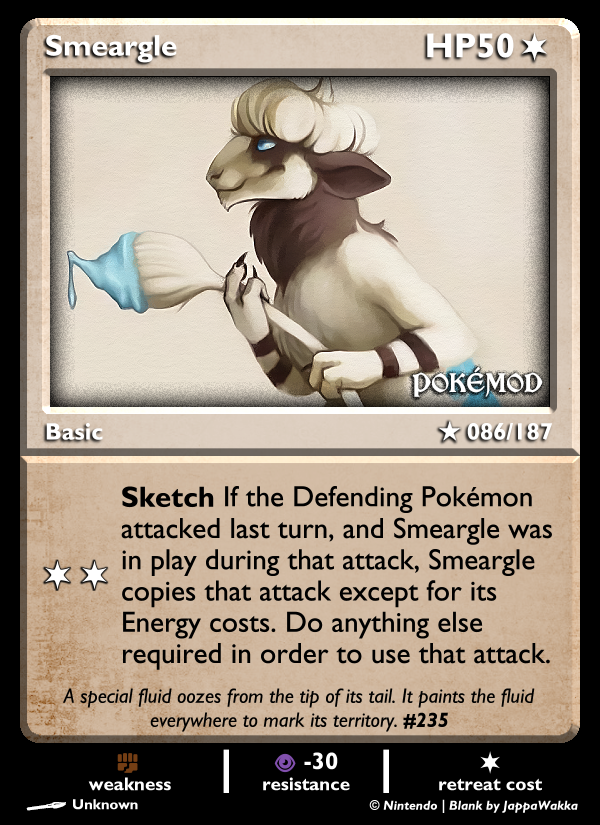 Smeargle HP50
POKÉMOD
Basic ★ 086/187
Sketch If the Defending Pokémon
attacked last turn, and Smeargle was
in play during that attack, Smeargle
copies that attack except for its
Energy costs. Do anything else
required in order to use that attack.
A special fluid oozes from the tip of its tail. It paints the fluid
everywhere to mark its territory. #235
-30
weakness resistance retreat cost
Unknown © Nintendo | Blank by JappaWakka